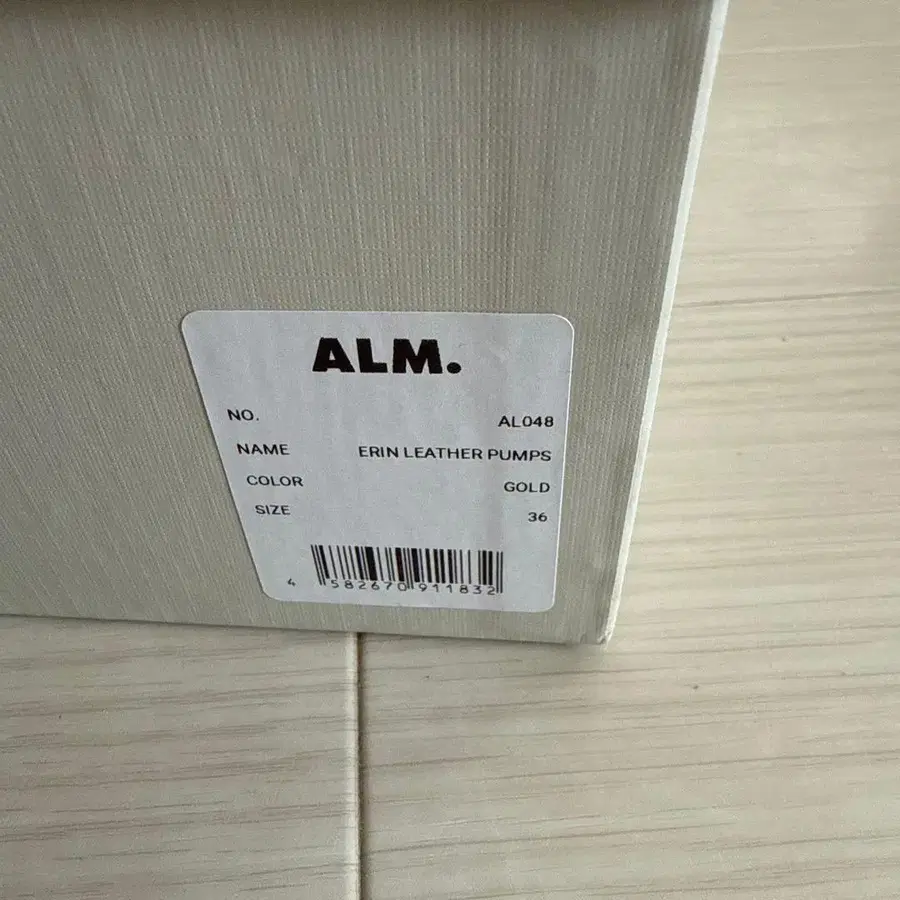 ALM.
NO. AL048
NAME ERIN LEATHER PUMPS
COLOR GOLD
SIZE 36
4 582670 911832